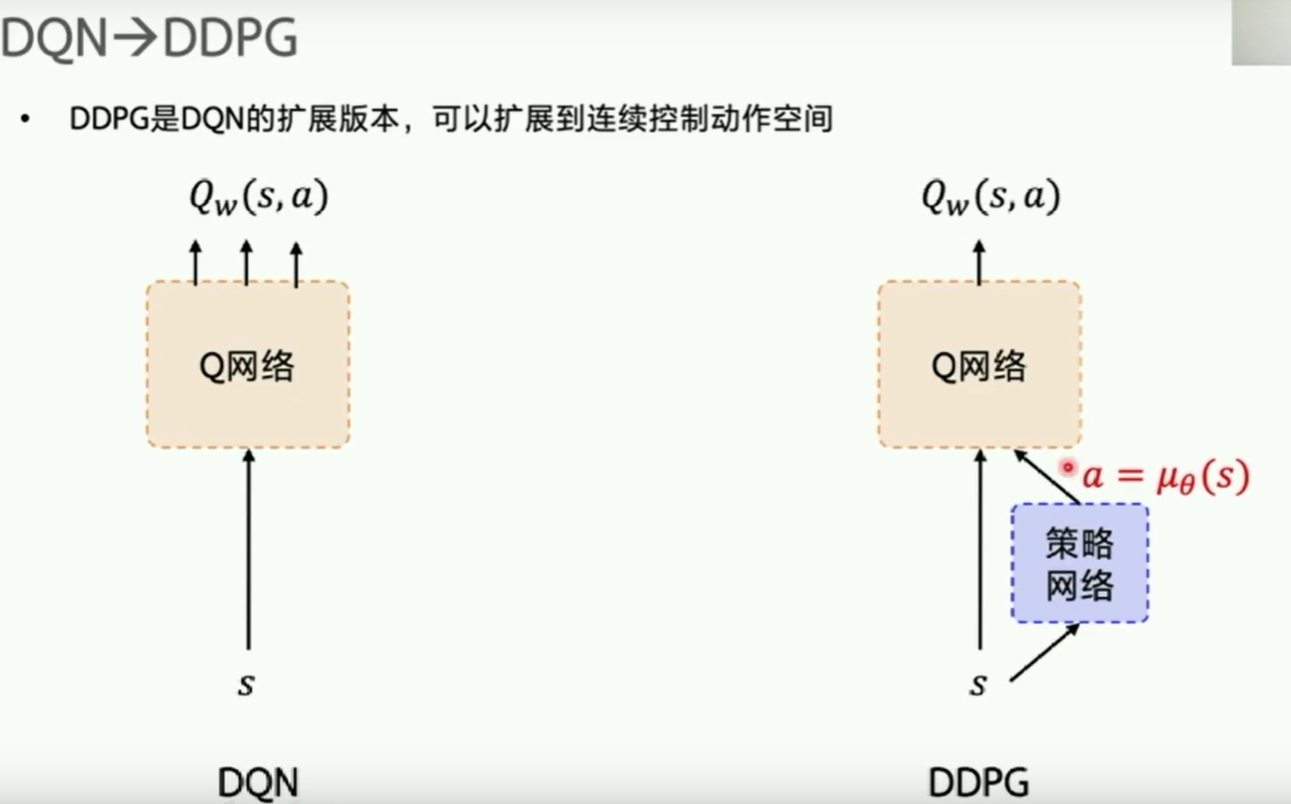 DQN→DDPG
• DDPG是DQN的扩展版本，可以扩展到连续控制动作空间
Q_w(s, a)
Q网络
s
DQN
Q_w(s, a)
Q网络
a = μ_θ(s)
策略
网络
s
DDPG